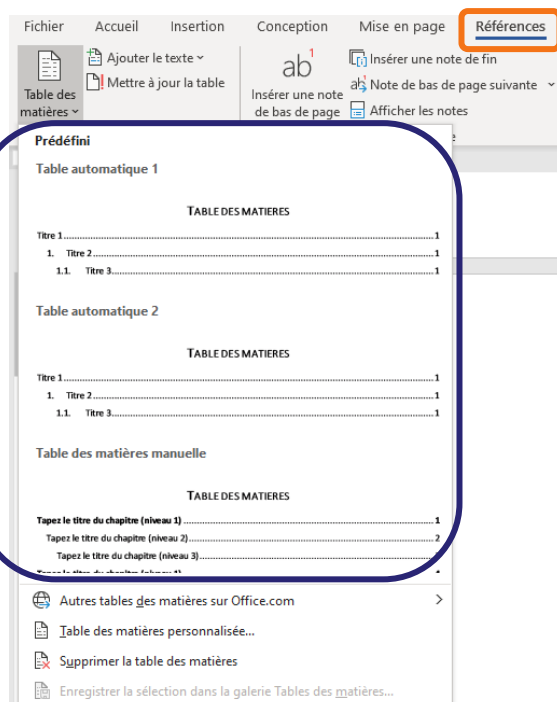 Fichier Accueil Insertion Conception Mise en page Références
Table des matières
Ajouter le texte
Mettre à jour la table
ab1
Insérer une note de bas de page
Insérer une note de fin
Note de bas de page suivante
Afficher les notes
Prédéfini
Table automatique 1
TABLE DES MATIERES
Titre 1 1
1. Titre 2 1
1.1. Titre 3 1
Table automatique 2
TABLE DES MATIERES
Titre 1 1
1. Titre 2 1
1.1. Titre 3 1
Table des matières manuelle
TABLE DES MATIERES
Tapez le titre du chapitre (niveau 1) 1
Tapez le titre du chapitre (niveau 2) 2
Tapez le titre du chapitre (niveau 3)
Autres tables des matières sur Office.com
Table des matières personnalisée...
Supprimer la table des matières
Enregistrer la sélection dans la galerie Tables des matières...